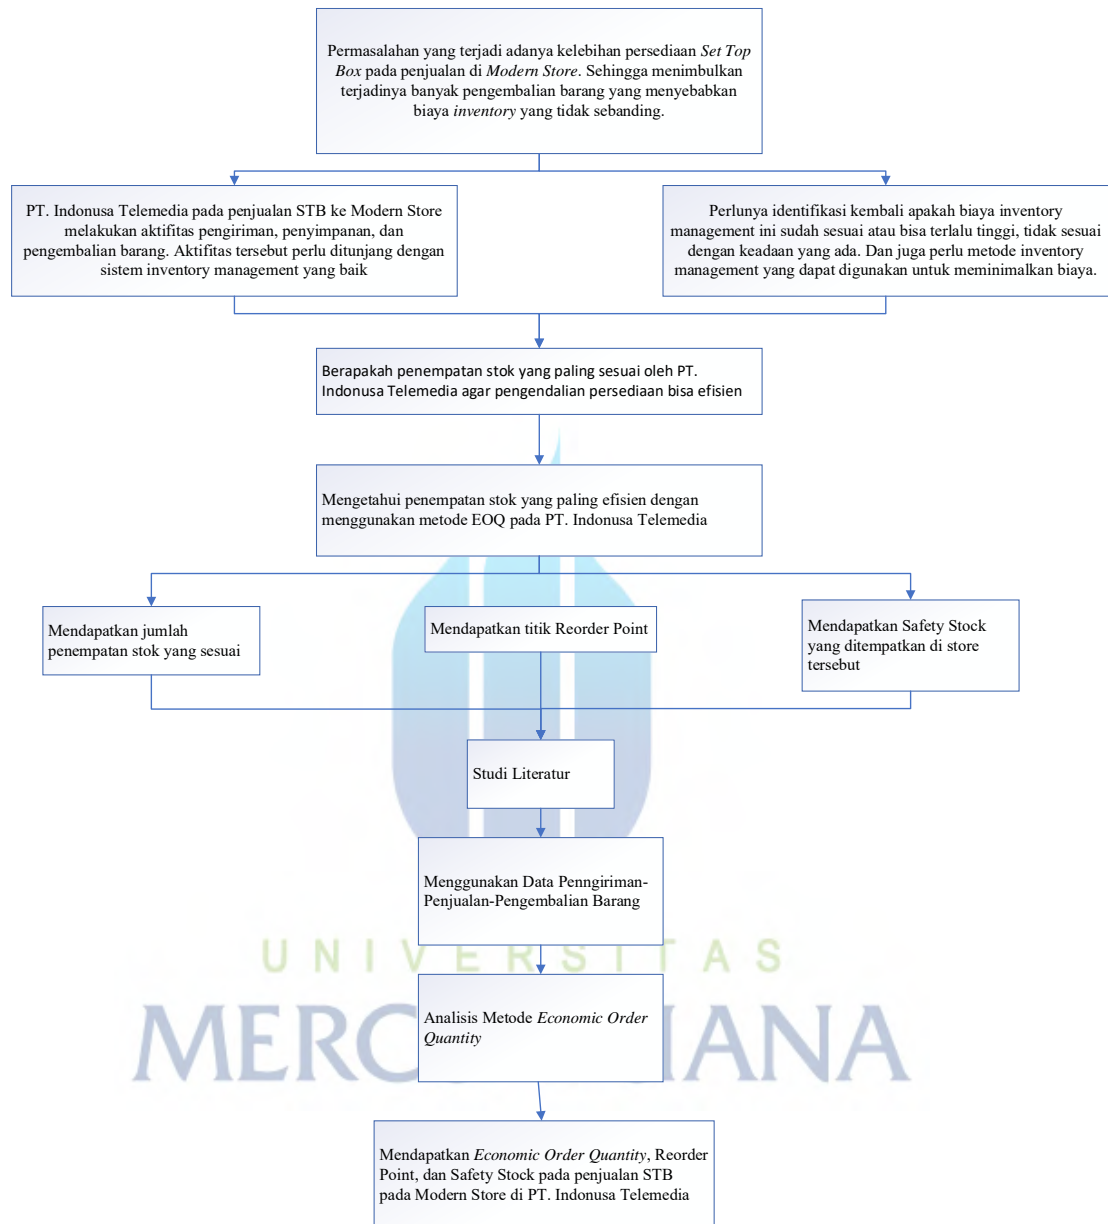 Permasalahan yang terjadi adanya kelebihan persediaan Set Top
Box pada penjualan di Modern Store. Sehingga menimbulkan
terjadinya banyak pengembalian barang yang menyebabkan
biaya inventory yang tidak sebanding.
PT. Indonusa Telemedia pada penjualan STB ke Modern Store
melakukan aktifitas pengiriman, penyimpanan, dan
pengembalian barang. Aktifitas tersebut perlu ditunjang dengan
sistem inventory management yang baik
Perlunya identifikasi kembali apakah biaya inventory
management ini sudah sesuai atau bisa terlalu tinggi, tidak sesuai
dengan keadaan yang ada. Dan juga perlu metode inventory
management yang dapat digunakan untuk meminimalkan biaya.
Berapakah penempatan stok yang paling sesuai oleh PT.
Indonusa Telemedia agar pengendalian persediaan bisa efisien
Mengetahui penempatan stok yang paling efisien dengan
menggunakan metode EOQ pada PT. Indonusa Telemedia
Mendapatkan jumlah
penempatan stok yang sesuai
Mendapatkan titik Reorder Point
Mendapatkan Safety Stock
yang ditempatkan di store
tersebut
Studi Literatur
Menggunakan Data Penngiriman-
Penjualan-Pengembalian Barang
UNIVERSITAS
Analisis Metode Economic Order
Quantity
MERC IANA
Mendapatkan Economic Order Quantity, Reorder
Point, dan Safety Stock pada penjualan STB
pada Modern Store di PT. Indonusa Telemedia